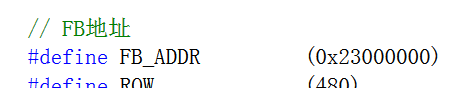 // FB地址
#define FB_ADDR (0x23000000)
#define ROW (480)